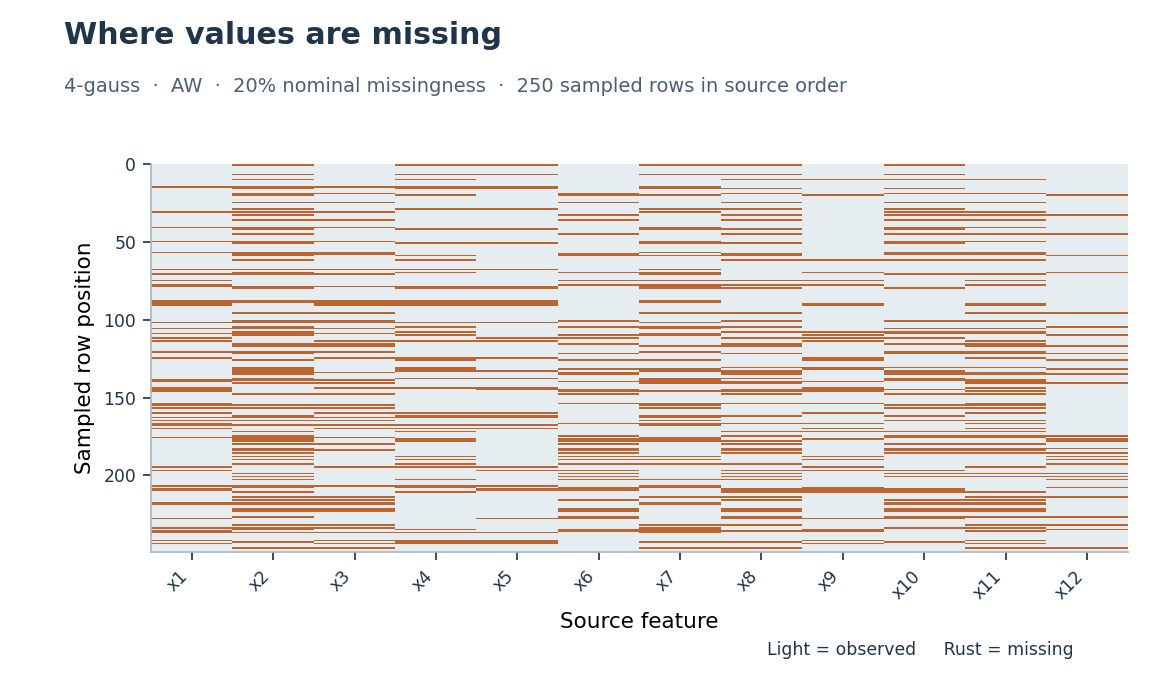 Where values are missing
4-gauss · AW · 20% nominal missingness · 250 sampled rows in source order
0
50
100
150
200
Sampled row position
x1 x2 x3 x4 x5 x6 x7 x8 x9 x10 x11 x12
Source feature
Light = observed Rust = missing